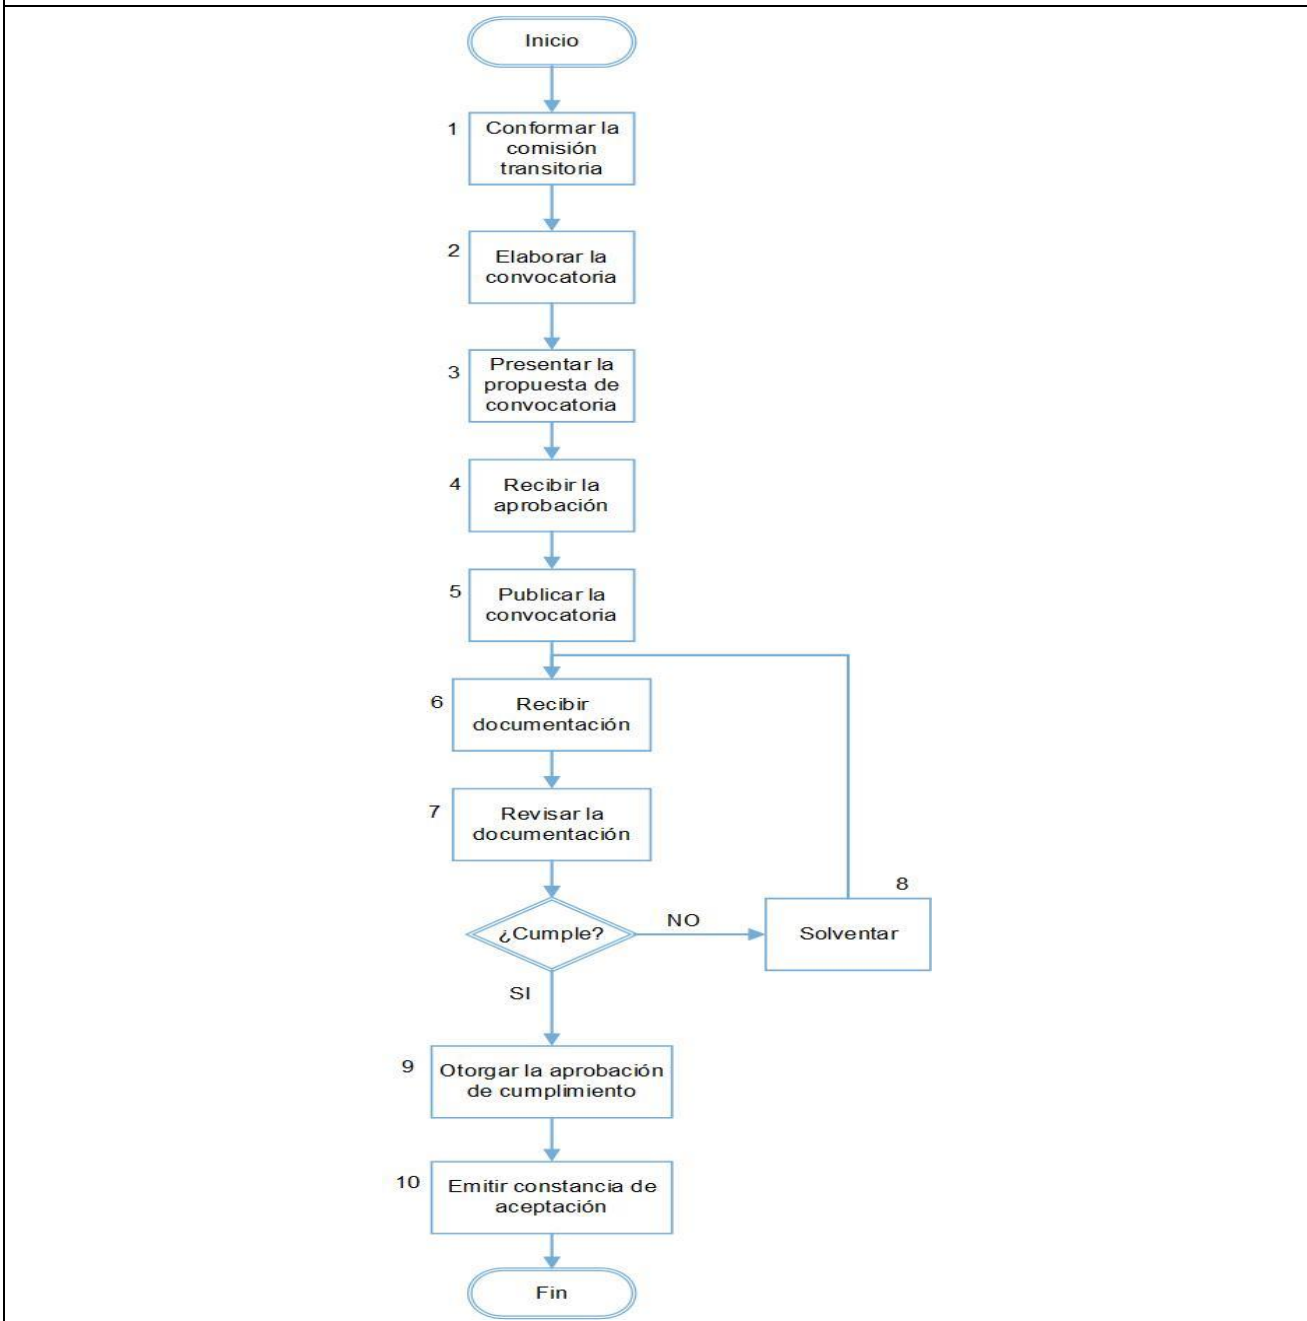 Inicio
1
Conformar la
comisión
transitoria
2
Elaborar la
convocatoria
3
Presentar la
propuesta de
convocatoria
4
Recibir la
aprobación
5
Publicar la
convocatoria
6
Recibir
documentación
7
Revisar la
documentación
¿Cumple?
NO
8
Solventar
SI
9
Otorgar la aprobación
de cumplimiento
10
Emitir constancia de
aceptación
Fin